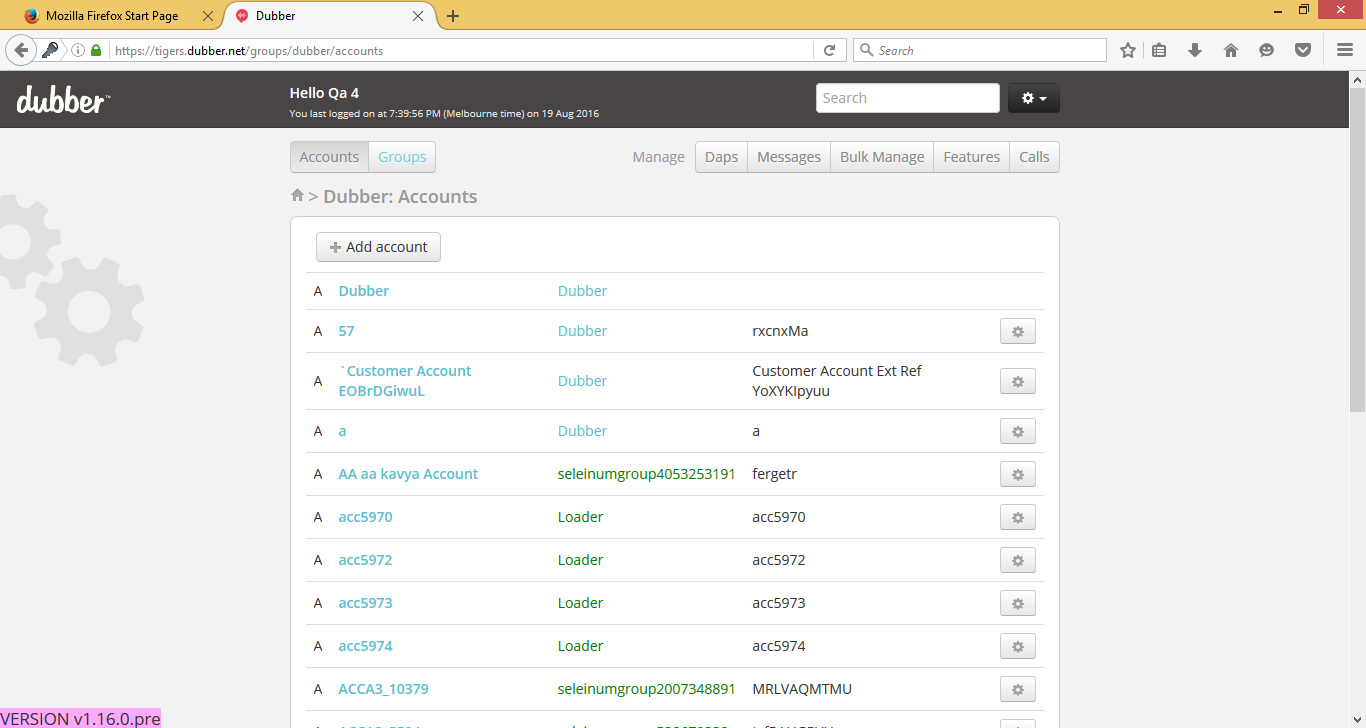 Mozilla Firefox Start Page
Dubber
https://tigers.dubber.net/groups/dubber/accounts
Search
dubber™
Hello Qa 4
You last logged on at 7:39:56 PM (Melbourne time) on 19 Aug 2016
Search
Accounts Groups Manage Daps Messages Bulk Manage Features Calls
> Dubber: Accounts
Add account
A Dubber Dubber
A 57 Dubber rxcnxMa
A `Customer Account EOBrDGiwuL Dubber Customer Account Ext Ref YoXYKIpyuu
A a Dubber a
A AA aa kavya Account seleinumgroup4053253191 fergetr
A acc5970 Loader acc5970
A acc5972 Loader acc5972
A acc5973 Loader acc5973
A acc5974 Loader acc5974
A ACCA3_10379 seleinumgroup2007348891 MRLVAQMTMU
VERSION v1.16.0.pre